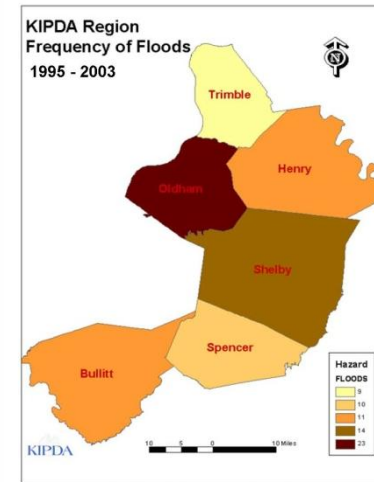 KIPDA Region
Frequency of Floods
1995 - 2003
N
Trimble
Henry
Oldham
Shelby
Spencer
Bullitt
Hazard
FLOODS
9
10
11
14
23
KIPDA
10 5 0 10 Miles